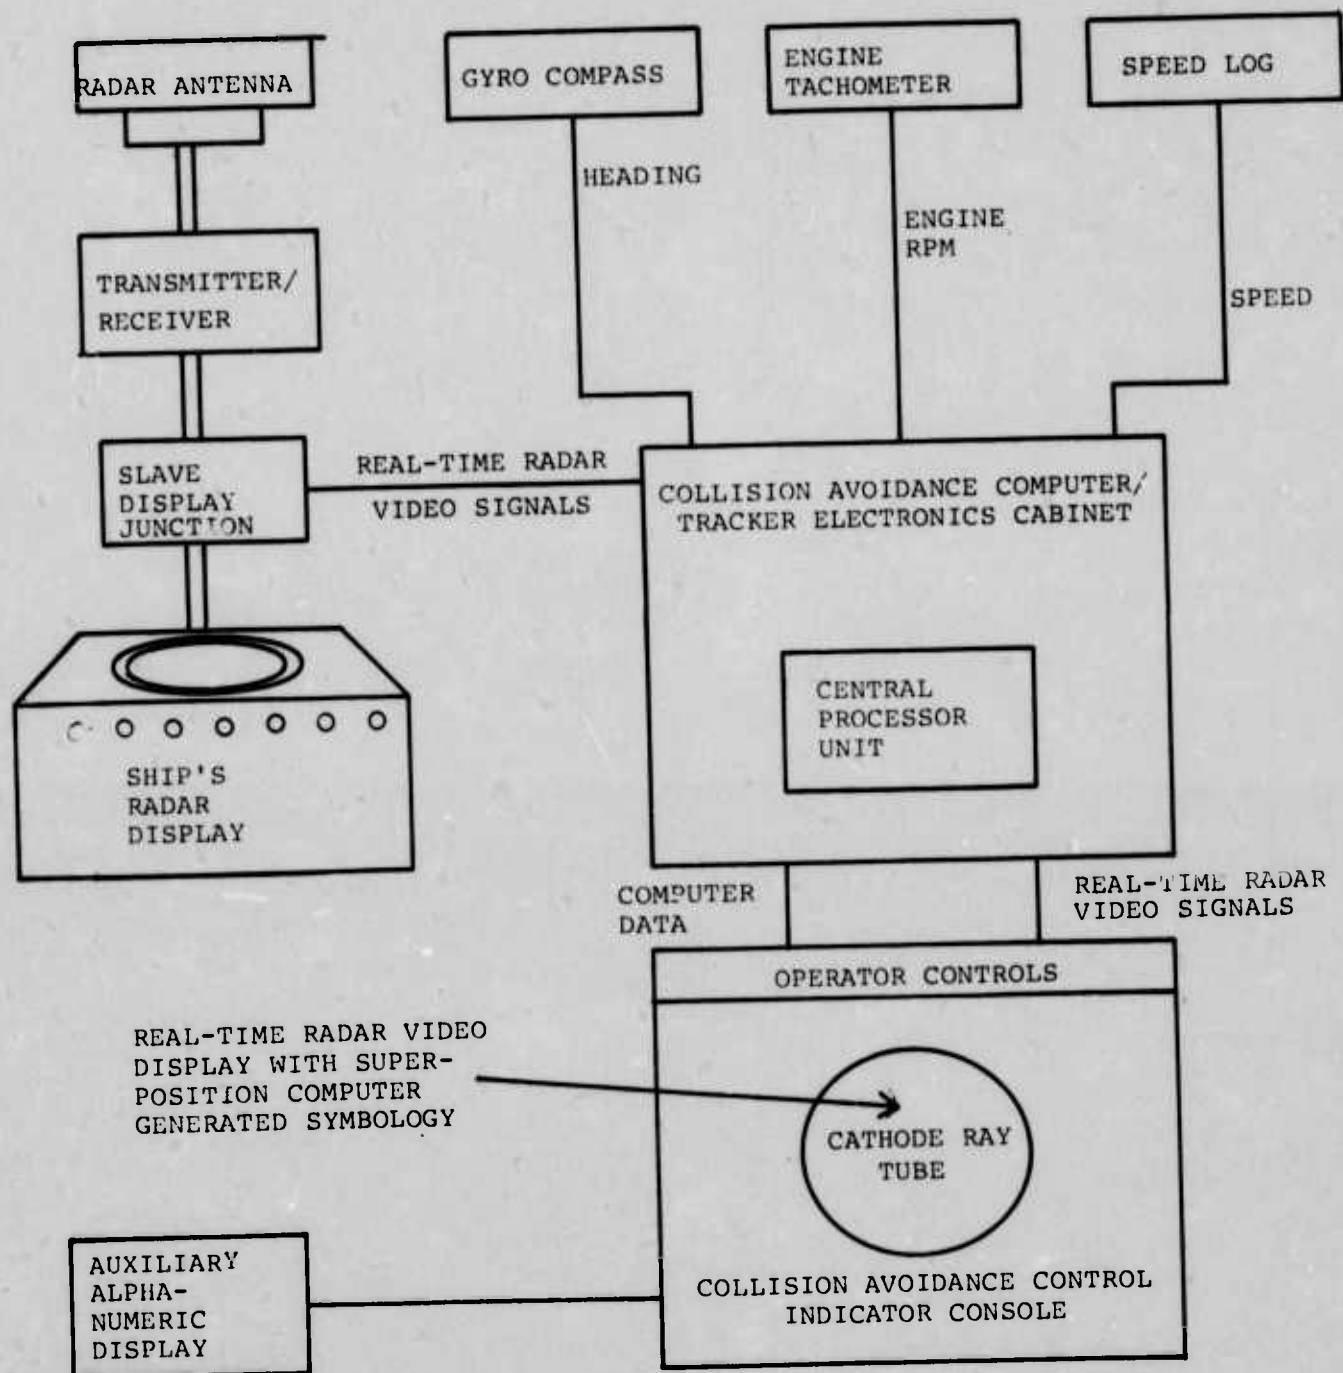 RADAR ANTENNA
GYRO COMPASS
ENGINE
TACHOMETER
SPEED LOG
HEADING
ENGINE
RPM
SPEED
TRANSMITTER/
RECEIVER
SLAVE
DISPLAY
JUNCTION
REAL-TIME RADAR
VIDEO SIGNALS
COLLISION AVOIDANCE COMPUTER/
TRACKER ELECTRONICS CABINET
CENTRAL
PROCESSOR
UNIT
SHIP'S
RADAR
DISPLAY
COMPUTER
DATA
REAL-TIME RADAR
VIDEO SIGNALS
OPERATOR CONTROLS
REAL-TIME RADAR VIDEO
DISPLAY WITH SUPER-
POSITION COMPUTER
GENERATED SYMBOLOGY
CATHODE RAY
TUBE
COLLISION AVOIDANCE CONTROL
INDICATOR CONSOLE
AUXILIARY
ALPHA-
NUMERIC
DISPLAY